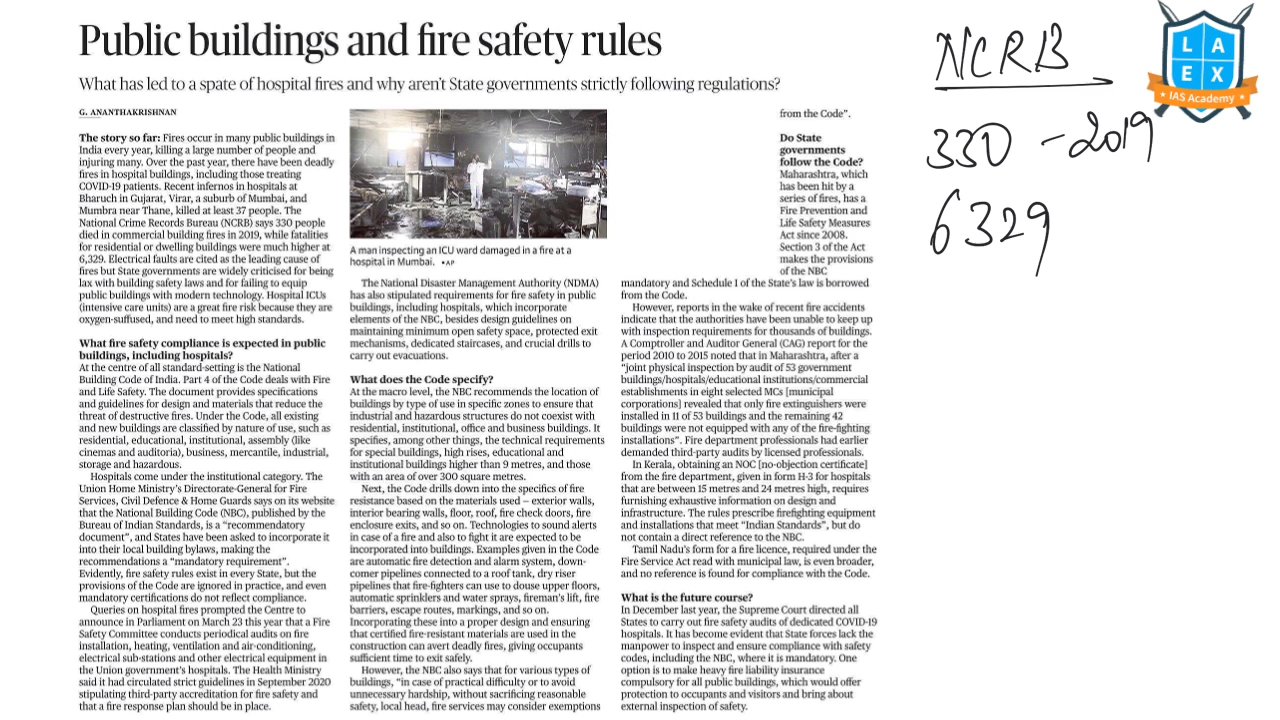 Public buildings and fire safety rules
What has led to a spate of hospital fires and why aren't State governments strictly following regulations?
G. ANANTHAKRISHNAN
The story so far: Fires occur in many public buildings in
India every year, killing a large number of people and
injuring many. Over the past year, there have been deadly
fires in hospital buildings, including those treating
COVID-19 patients. Recent infernos in hospitals at
Bharuch in Gujarat, Virar, a suburb of Mumbai, and
Mumbra near Thane, killed at least 37 people. The
National Crime Records Bureau (NCRB) says 330 people
died in commercial building fires in 2019, while fatalities
for residential or dwelling buildings were much higher at
6,329. Electrical faults are cited as the leading cause of
fires but State governments are widely criticised for being
lax with building safety laws and for failing to equip
public buildings with modern technology. Hospital ICUs
(intensive care units) are a great fire risk because they are
oxygen-suffused, and need to meet high standards.
What fire safety compliance is expected in public
buildings, including hospitals?
At the centre of all standard-setting is the National
Building Code of India. Part 4 of the Code deals with Fire
and Life Safety. The document provides specifications
and guidelines for design and materials that reduce the
threat of destructive fires. Under the Code, all existing
and new buildings are classified by nature of use, such as
residential, educational, institutional, assembly (like
cinemas and auditoria), business, mercantile, industrial,
storage and hazardous.
Hospitals come under the institutional category. The
Union Home Ministry's Directorate-General for Fire
Services, Civil Defence & Home Guards says on its website
that the National Building Code (NBC), published by the
Bureau of Indian Standards, is a "recommendatory
document", and States have been asked to incorporate it
into their local building bylaws, making the
recommendations a "mandatory requirement".
Evidently, fire safety rules exist in every State, but the
provisions of the Code are ignored in practice, and even
mandatory certifications do not reflect compliance.
Queries on hospital fires prompted the Centre to
announce in Parliament on March 23 this year that a Fire
Safety Committee conducts periodical audits on fire
installation, heating, ventilation and air-conditioning,
electrical sub-stations and other electrical equipment in
the Union government's hospitals. The Health Ministry
said it had circulated strict guidelines in September 2020
stipulating third-party accreditation for fire safety and
that a fire response plan should be in place.
A man inspecting an ICU ward damaged in a fire at a
hospital in Mumbai. •AP
The National Disaster Management Authority (NDMA)
has also stipulated requirements for fire safety in public
buildings, including hospitals, which incorporate
elements of the NBC, besides design guidelines on
maintaining minimum open safety space, protected exit
mechanisms, dedicated staircases, and crucial drills to
carry out evacuations.
What does the Code specify?
At the macro level, the NBC recommends the location of
buildings by type of use in specific zones to ensure that
industrial and hazardous structures do not coexist with
residential, institutional, office and business buildings. It
specifies, among other things, the technical requirements
for special buildings, high rises, educational and
institutional buildings higher than 9 metres, and those
with an area of over 300 square metres.
Next, the Code drills down into the specifics of fire
resistance based on the materials used – exterior walls,
interior bearing walls, floor, roof, fire check doors, fire
enclosure exits, and so on. Technologies to sound alerts
in case of a fire and also to fight it are expected to be
incorporated into buildings. Examples given in the Code
are automatic fire detection and alarm system, down-
comer pipelines connected to a roof tank, dry riser
pipelines that fire-fighters can use to douse upper floors,
automatic sprinklers and water sprays, fireman's lift, fire
barriers, escape routes, markings, and so on.
Incorporating these into a proper design and ensuring
that certified fire-resistant materials are used in the
construction can avert deadly fires, giving occupants
sufficient time to exit safely.
However, the NBC also says that for various types of
buildings, "in case of practical difficulty or to avoid
unnecessary hardship, without sacrificing reasonable
safety, local head, fire services may consider exemptions
from the Code".
Do State
governments
follow the Code?
Maharashtra, which
has been hit by a
series of fires, has a
Fire Prevention and
Life Safety Measures
Act since 2008.
Section 3 of the Act
makes the provisions
of the NBC
mandatory and Schedule I of the State's law is borrowed
from the Code.
However, reports in the wake of recent fire accidents
indicate that the authorities have been unable to keep up
with inspection requirements for thousands of buildings.
A Comptroller and Auditor General (CAG) report for the
period 2010 to 2015 noted that in Maharashtra, after a
"joint physical inspection by audit of 53 government
buildings/hospitals/educational institutions/commercial
establishments in eight selected MCs [municipal
corporations] revealed that only fire extinguishers were
installed in 11 of 53 buildings and the remaining 42
buildings were not equipped with any of the fire-fighting
installations". Fire department professionals had earlier
demanded third-party audits by licensed professionals.
In Kerala, obtaining an NOC [no-objection certificate]
from the fire department, given in form H-3 for hospitals
that are between 15 metres and 24 metres high, requires
furnishing exhaustive information on design and
infrastructure. The rules prescribe firefighting equipment
and installations that meet "Indian Standards", but do
not contain a direct reference to the NBC.
Tamil Nadu's form for a fire licence, required under the
Fire Service Act read with municipal law, is even broader,
and no reference is found for compliance with the Code.
What is the future course?
In December last year, the Supreme Court directed all
States to carry out fire safety audits of dedicated COVID-19
hospitals. It has become evident that State forces lack the
manpower to inspect and ensure compliance with safety
codes, including the NBC, where it is mandatory. One
option is to make heavy fire liability insurance
compulsory for all public buildings, which would offer
protection to occupants and visitors and bring about
external inspection of safety.
NCRB
330 - 2019
6329
L A
E X
IAS Academy